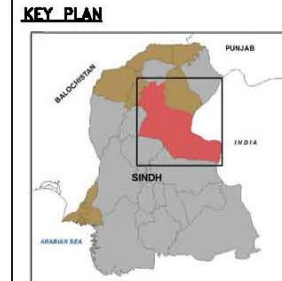 KEY PLAN
PUNJAB
BALOCHISTAN
INDIA
SINDH
ARABIAN SEA